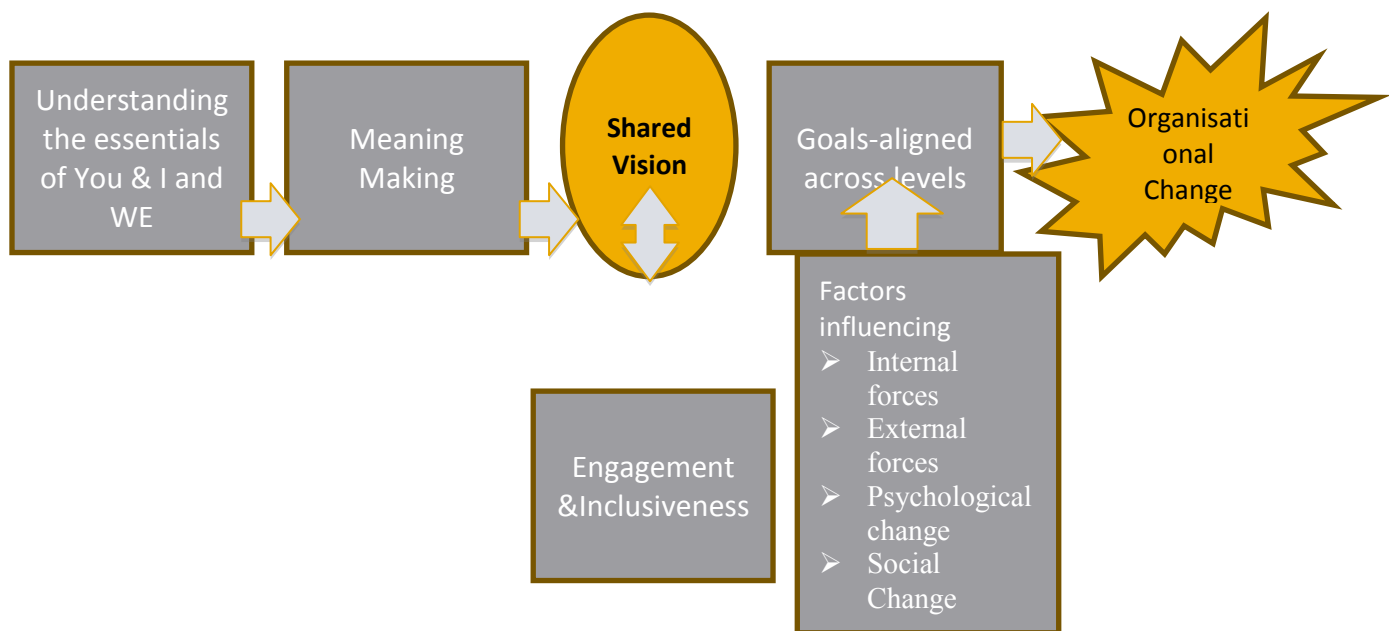 Understanding
the essentials
of You & I and
WE
Meaning
Making
Shared
Vision
Goals-aligned
across levels
Organisati
onal
Change
Factors
influencing
➢ Internal
forces
➢ External
forces
➢ Psychological
change
➢ Social
Change
Engagement
&Inclusiveness